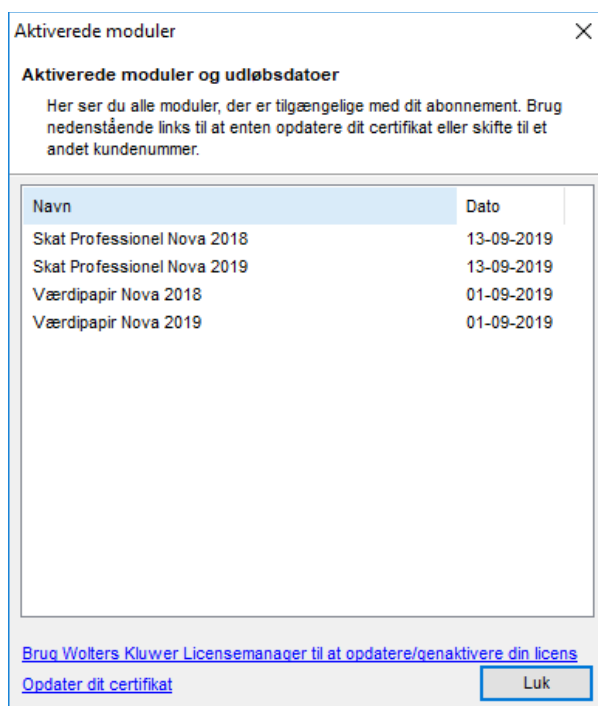 Aktiverede moduler
Aktiverede moduler og udløbsdatoer
Her ser du alle moduler, der er tilgængelige med dit abonnement. Brug
nedenstående links til at enten opdatere dit certifikat eller skifte til et
andet kundenummer.
Navn Dato
Skat Professionel Nova 2018 13-09-2019
Skat Professionel Nova 2019 13-09-2019
Værdipapir Nova 2018 01-09-2019
Værdipapir Nova 2019 01-09-2019
Brug Wolters Kluwer Licensemanager til at opdatere/genaktivere din licens
Opdater dit certifikat Luk